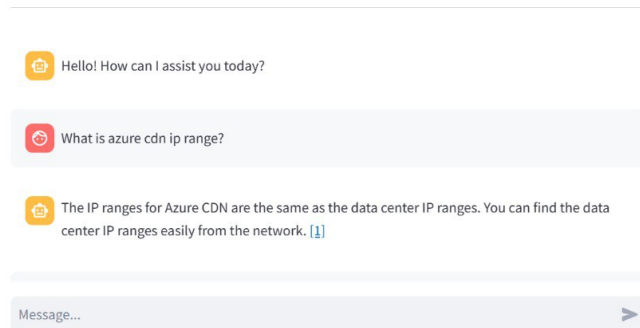 Hello! How can I assist you today?
What is azure cdn ip range?
The IP ranges for Azure CDN are the same as the data center IP ranges. You can find the data
center IP ranges easily from the network. [1]
Message...